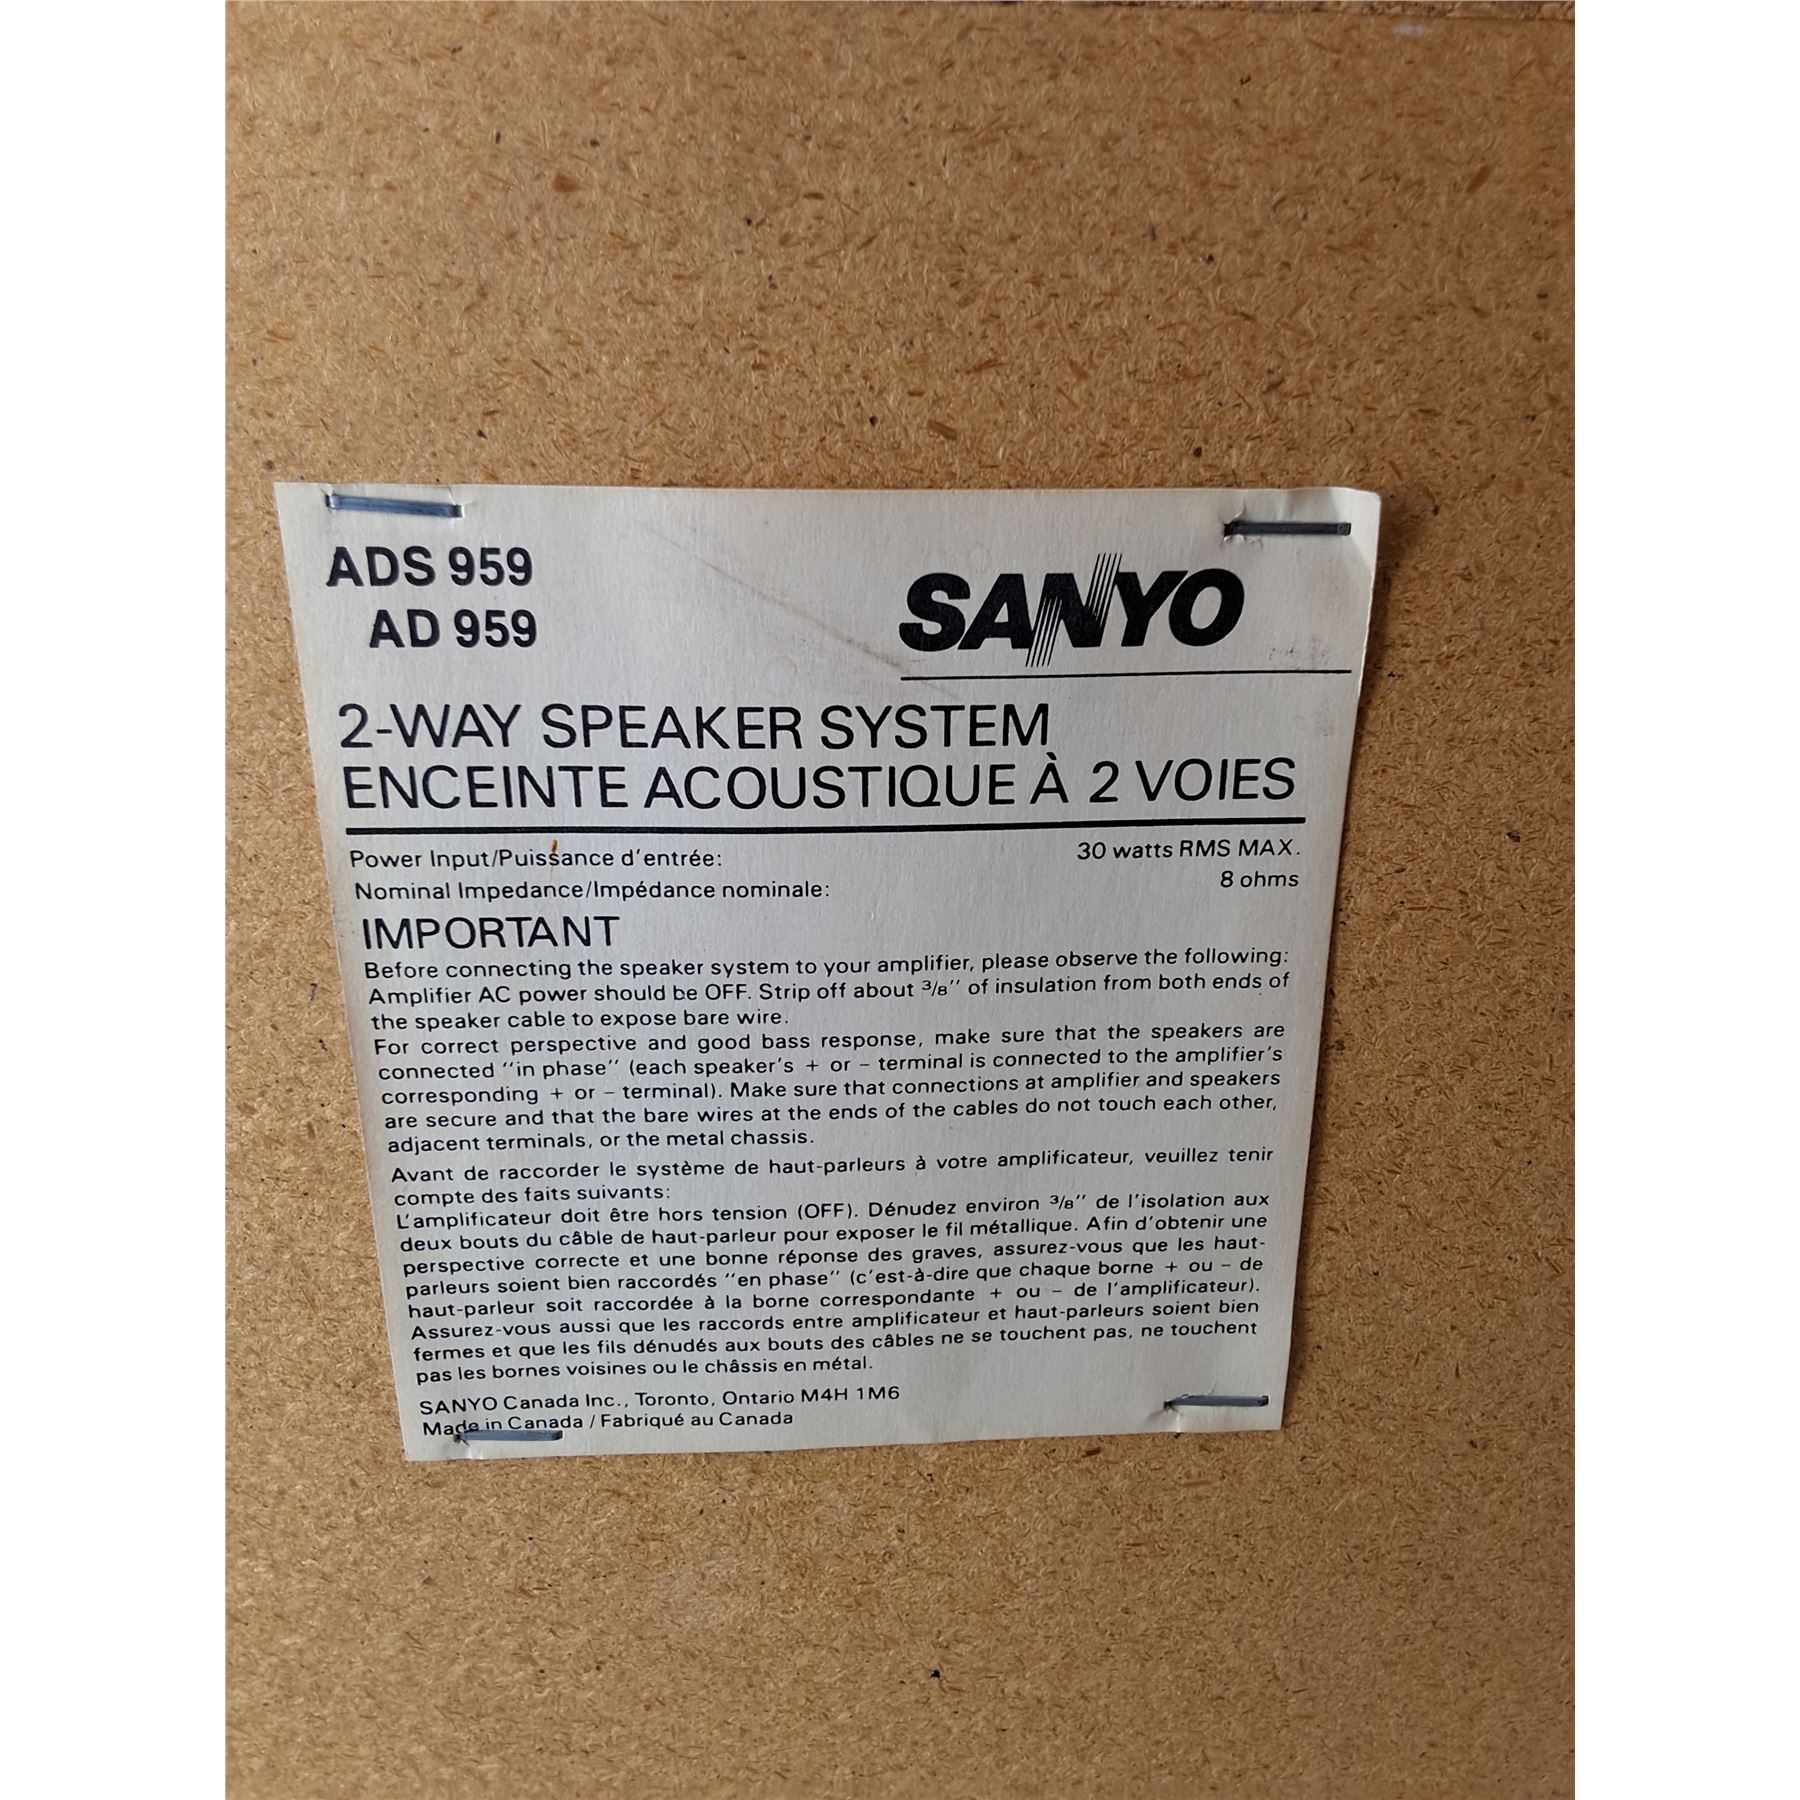 ADS 959
AD 959
SANYO
2-WAY SPEAKER SYSTEM
ENCEINTE ACOUSTIQUE À 2 VOIES
Power Input/Puissance d'entrée: 30 watts RMS MAX.
Nominal Impedance/Impédance nominale: 8 ohms
IMPORTANT
Before connecting the speaker system to your amplifier, please observe the following:
Amplifier AC power should be OFF. Strip off about 3/8" of insulation from both ends of
the speaker cable to expose bare wire.
For correct perspective and good bass response, make sure that the speakers are
connected "in phase" (each speaker's + or – terminal is connected to the amplifier's
corresponding + or – terminal). Make sure that connections at amplifier and speakers
are secure and that the bare wires at the ends of the cables do not touch each other,
adjacent terminals, or the metal chassis.
Avant de raccorder le système de haut-parleurs à votre amplificateur, veuillez tenir
compte des faits suivants:
L'amplificateur doit être hors tension (OFF). Dénudez environ 3/8" de l'isolation aux
deux bouts du câble de haut-parleur pour exposer le fil métallique. Afin d'obtenir une
perspective correcte et une bonne réponse des graves, assurez-vous que les haut-
parleurs soient bien raccordés "en phase" (c'est-à-dire que chaque borne + ou – de
haut-parleur soit raccordée à la borne correspondante + ou – de l'amplificateur).
Assurez-vous aussi que les raccords entre amplificateur et haut-parleurs soient bien
fermes et que les fils dénudés aux bouts des câbles ne se touchent pas, ne touchent
pas les bornes voisines ou le châssis en métal.
SANYO Canada Inc., Toronto, Ontario M4H 1M6
Made in Canada / Fabriqué au Canada